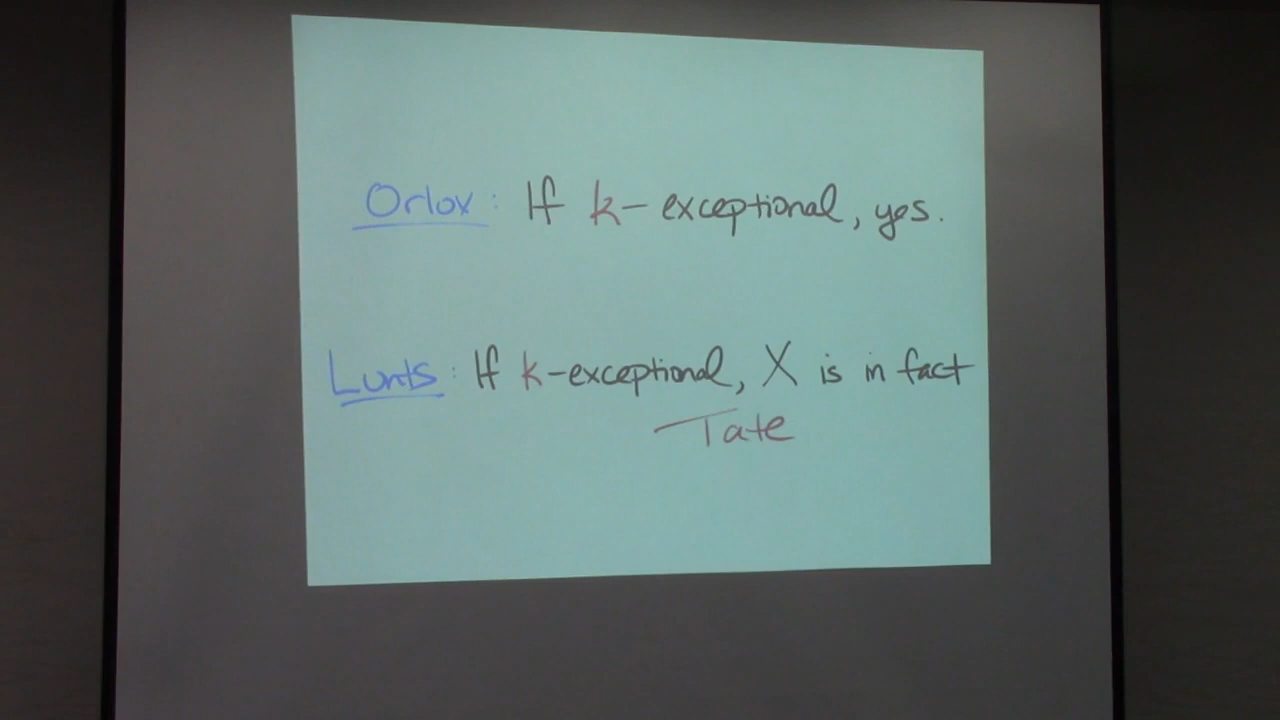 Orlov: If k-exceptional, yes.
Lunts: If k-exceptional, X is in fact
Tate